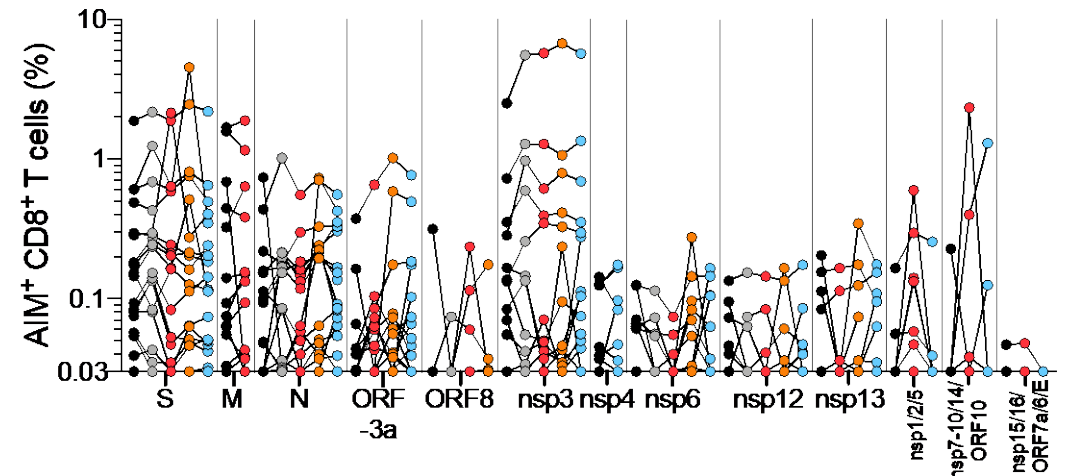 AIM+ CD8+ T cells (%)
10
1
0.1
0.03
S
M
N
ORF
-3a
ORF8
nsp3
nsp4
nsp6
nsp12
nsp13
nsp1/2/5
nsp7-10/14/
ORF10
nsp15/16/
ORF7a/6/E